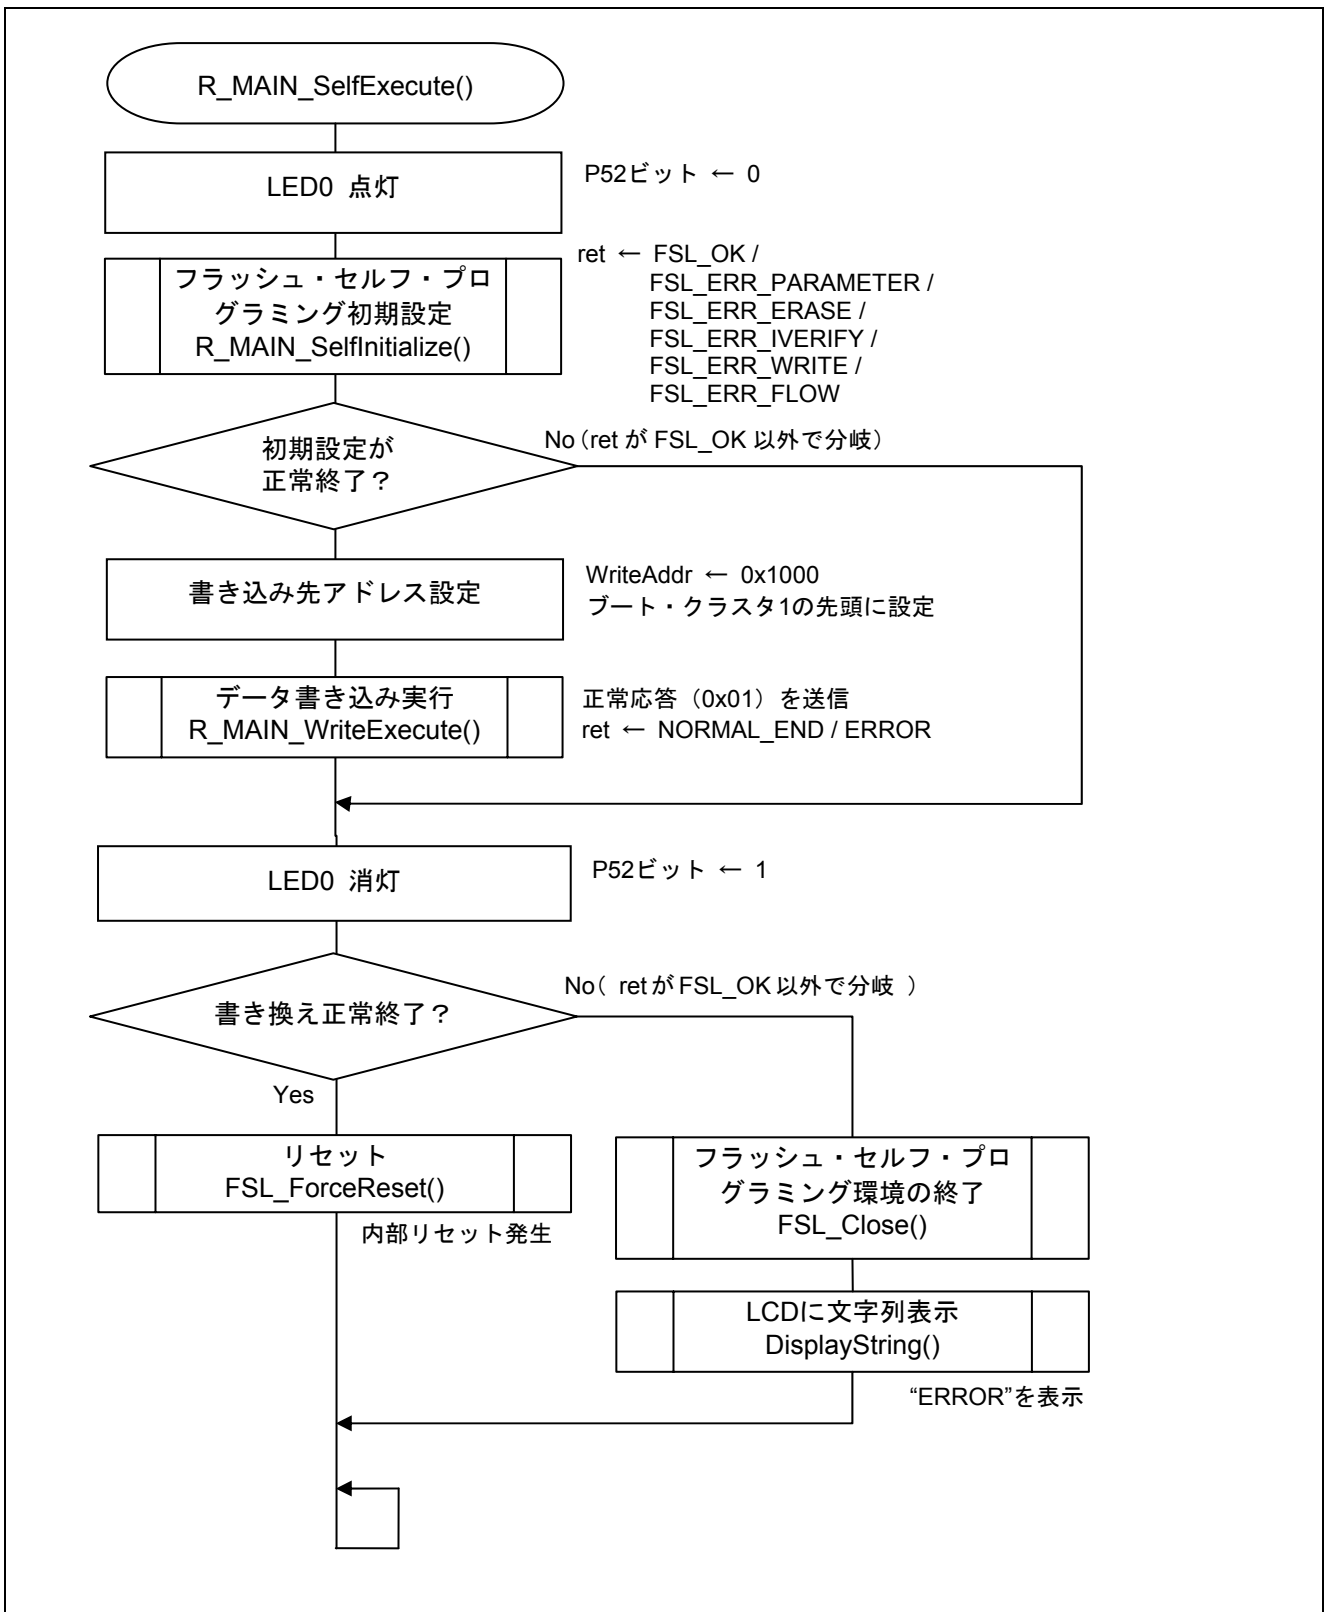 R_MAIN_SelfExecute()
LED0 点灯
P52ビット ← 0
フラッシュ・セルフ・プロ
グラミング初期設定
R_MAIN_SelfInitialize()
ret ← FSL_OK /
FSL_ERR_PARAMETER /
FSL_ERR_ERASE /
FSL_ERR_IVERIFY /
FSL_ERR_WRITE /
FSL_ERR_FLOW
初期設定が
正常終了？
No（ret が FSL_OK 以外で分岐）
書き込み先アドレス設定
WriteAddr ← 0x1000
ブート・クラスタ1の先頭に設定
データ書き込み実行
R_MAIN_WriteExecute()
正常応答（0x01）を送信
ret ← NORMAL_END / ERROR
LED0 消灯
P52ビット ← 1
書き換え正常終了？
No（ ret が FSL_OK 以外で分岐 ）
Yes
リセット
FSL_ForceReset()
内部リセット発生
フラッシュ・セルフ・プロ
グラミング環境の終了
FSL_Close()
LCDに文字列表示
DisplayString()
“ERROR”を表示